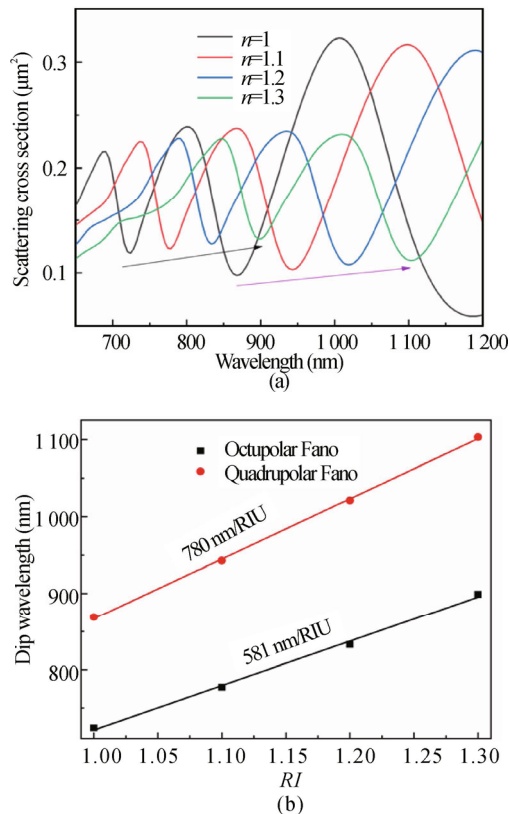 n=1
n=1.1
n=1.2
n=1.3
Scattering cross section (μm²)
0.3
0.2
0.1
700 800 900 1 000 1 100 1 200
Wavelength (nm)
(a)
Octupolar Fano
Quadrupolar Fano
780 nm/RIU
581 nm/RIU
Dip wavelength (nm)
1 100
1 000
900
800
1.00 1.05 1.10 1.15 1.20 1.25 1.30
RI
(b)